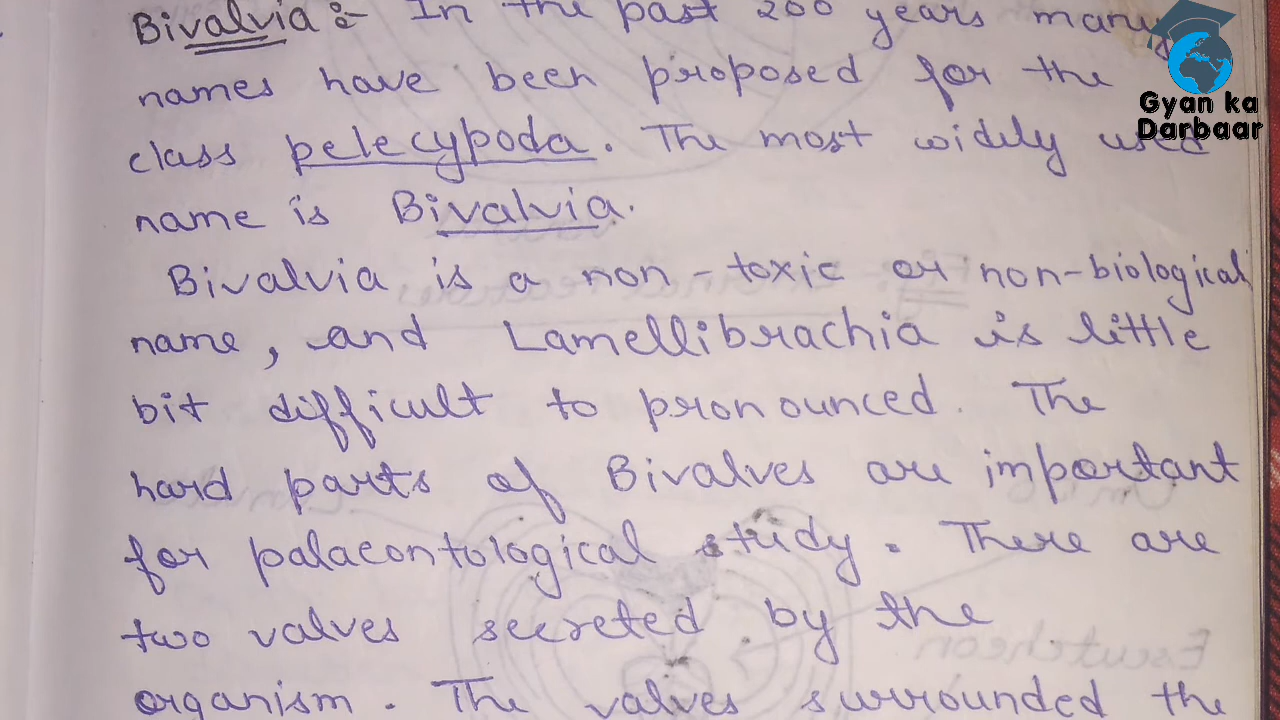 Bivalvia :- In the past 200 years many
names have been proposed for the
class pelecypoda. The most widely used
name is Bivalvia.
Bivalvia is a non-toxic or non-biological
name, and Lamellibrachia is little
bit difficult to pronounced. The
hard parts of Bivalves are important
for palaeontological study. There are
two valves secreted by the
organism. The valves surrounded the
Gyan ka
Darbaar
Escutcheon